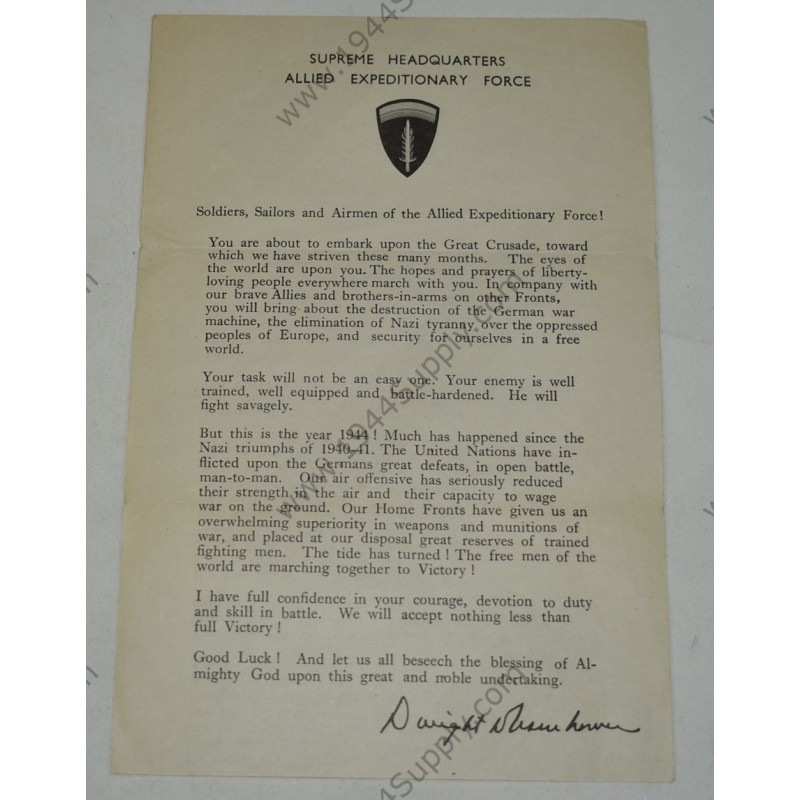 SUPREME HEADQUARTERS
ALLIED EXPEDITIONARY FORCE
Soldiers, Sailors and Airmen of the Allied Expeditionary Force!
You are about to embark upon the Great Crusade, toward
which we have striven these many months. The eyes of
the world are upon you. The hopes and prayers of liberty-
loving people everywhere march with you. In company with
our brave Allies and brothers-in-arms on other Fronts,
you will bring about the destruction of the German war
machine, the elimination of Nazi tyranny over the oppressed
peoples of Europe, and security for ourselves in a free
world.
Your task will not be an easy one. Your enemy is well
trained, well equipped and battle-hardened. He will
fight savagely.
But this is the year 1944! Much has happened since the
Nazi triumphs of 1940-41. The United Nations have in-
flicted upon the Germans great defeats, in open battle,
man-to-man. Our air offensive has seriously reduced
their strength in the air and their capacity to wage
war on the ground. Our Home Fronts have given us an
overwhelming superiority in weapons and munitions of
war, and placed at our disposal great reserves of trained
fighting men. The tide has turned! The free men of the
world are marching together to Victory!
I have full confidence in your courage, devotion to duty
and skill in battle. We will accept nothing less than
full Victory!
Good Luck! And let us all beseech the blessing of Al-
mighty God upon this great and noble undertaking.
Dwight D Eisenhower
www.1944Supply.com
www.1944Supply.com
www.1944Supply.com